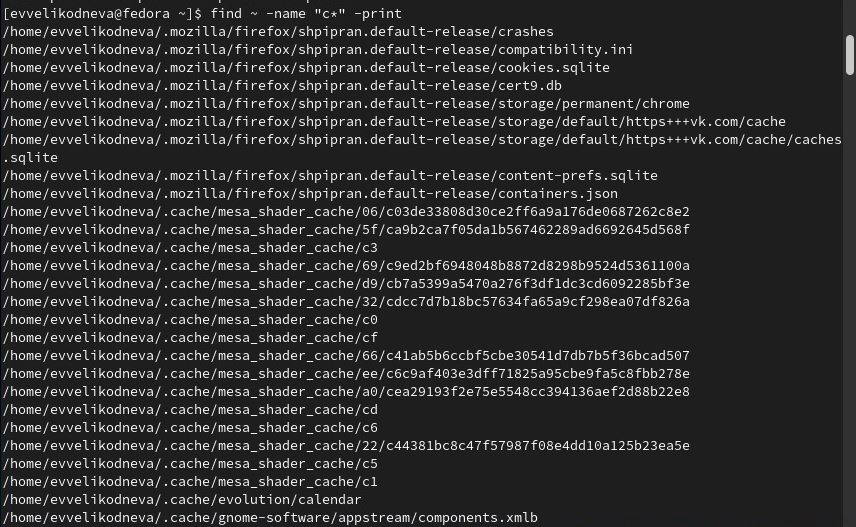 [evvelikodneva@fedora ~]$ find ~ -name "c*" -print
/home/evvelikodneva/.mozilla/firefox/shpipran.default-release/crashes
/home/evvelikodneva/.mozilla/firefox/shpipran.default-release/compatibility.ini
/home/evvelikodneva/.mozilla/firefox/shpipran.default-release/cookies.sqlite
/home/evvelikodneva/.mozilla/firefox/shpipran.default-release/cert9.db
/home/evvelikodneva/.mozilla/firefox/shpipran.default-release/storage/permanent/chrome
/home/evvelikodneva/.mozilla/firefox/shpipran.default-release/storage/default/https+++vk.com/cache
/home/evvelikodneva/.mozilla/firefox/shpipran.default-release/storage/default/https+++vk.com/cache/caches
.sqlite
/home/evvelikodneva/.mozilla/firefox/shpipran.default-release/content-prefs.sqlite
/home/evvelikodneva/.mozilla/firefox/shpipran.default-release/containers.json
/home/evvelikodneva/.cache/mesa_shader_cache/06/c03de33808d30ce2ff6a9a176de0687262c8e2
/home/evvelikodneva/.cache/mesa_shader_cache/5f/ca9b2ca7f05da1b567462289ad6692645d568f
/home/evvelikodneva/.cache/mesa_shader_cache/c3
/home/evvelikodneva/.cache/mesa_shader_cache/69/c9ed2bf6948048b8872d8298b9524d5361100a
/home/evvelikodneva/.cache/mesa_shader_cache/d9/cb7a5399a5470a276f3df1dc3cd6092285bf3e
/home/evvelikodneva/.cache/mesa_shader_cache/32/cdcc7d7b18bc57634fa65a9cf298ea07df826a
/home/evvelikodneva/.cache/mesa_shader_cache/c0
/home/evvelikodneva/.cache/mesa_shader_cache/cf
/home/evvelikodneva/.cache/mesa_shader_cache/66/c41ab5b6ccbf5cbe30541d7db7b5f36bcad507
/home/evvelikodneva/.cache/mesa_shader_cache/ee/c6c9af403e3dff71825a95cbe9fa5c8fbb278e
/home/evvelikodneva/.cache/mesa_shader_cache/a0/cea29193f2e75e5548cc394136aef2d88b22e8
/home/evvelikodneva/.cache/mesa_shader_cache/cd
/home/evvelikodneva/.cache/mesa_shader_cache/c6
/home/evvelikodneva/.cache/mesa_shader_cache/22/c44381bc8c47f57987f08e4dd10a125b23ea5e
/home/evvelikodneva/.cache/mesa_shader_cache/c5
/home/evvelikodneva/.cache/mesa_shader_cache/c1
/home/evvelikodneva/.cache/evolution/calendar
/home/evvelikodneva/.cache/gnome-software/appstream/components.xmlb